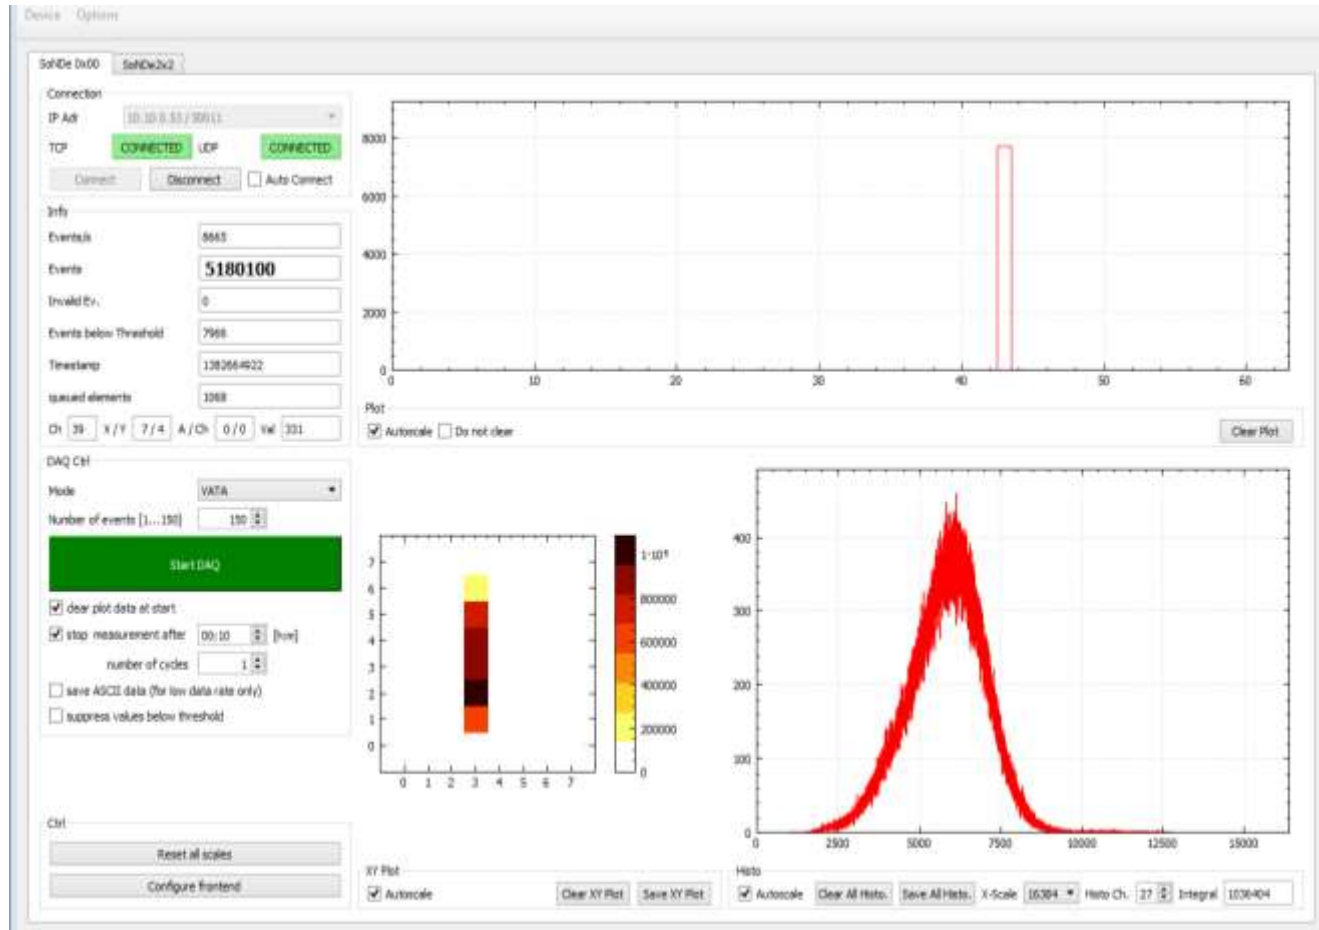 Device Options
SoNDe 0x00 SoNDe2x2
Connection
IP Adr 10.10.0.53 / 30011
TCP CONNECTED UDP CONNECTED
Connect Disconnect Auto Connect
Info
Events/s 8663
Events 5180100
Invalid Ev. 0
Events below Threshold 7966
Timestamp 1382664922
queued elements 1068
Ch 39 X / Y 7 / 4 A / Ch 0 / 0 Val 331
DAQ Ctrl
Mode VATA
Number of events [1...150] 150
Start DAQ
clear plot data at start
stop measurement after 00:10 [h:m]
number of cycles 1
save ASCII data (for low data rate only)
suppress values below threshold
Ctrl
Reset all scales
Configure frontend
8000
6000
4000
2000
0
0 10 20 30 40 50 60
Plot
Autoscale Do not clear Clear Plot
7
6
5
4
3
2
1
0
0 1 2 3 4 5 6 7
800000
600000
400000
200000
0
XY Plot
Autoscale Clear XY Plot Save XY Plot
400
300
200
100
0
0 2500 5000 7500 10000 12500 15000
Histo
Autoscale Clear All Histo. Save All Histo. X-Scale 16384 Histo Ch. 27 Integral 1036404